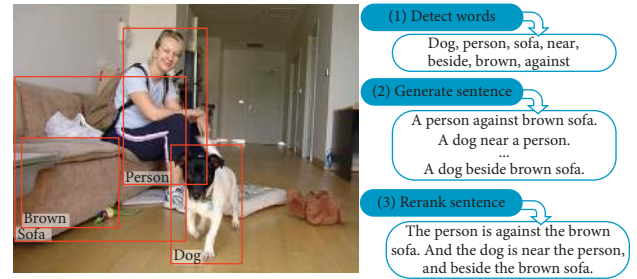 Person
Brown
Sofa
Dog
(1) Detect words
Dog, person, sofa, near,
beside, brown, against
(2) Generate sentence
A person against brown sofa.
A dog near a person.
...
A dog beside brown sofa.
(3) Rerank sentence
The person is against the brown
sofa. And the dog is near the person,
and beside the brown sofa.